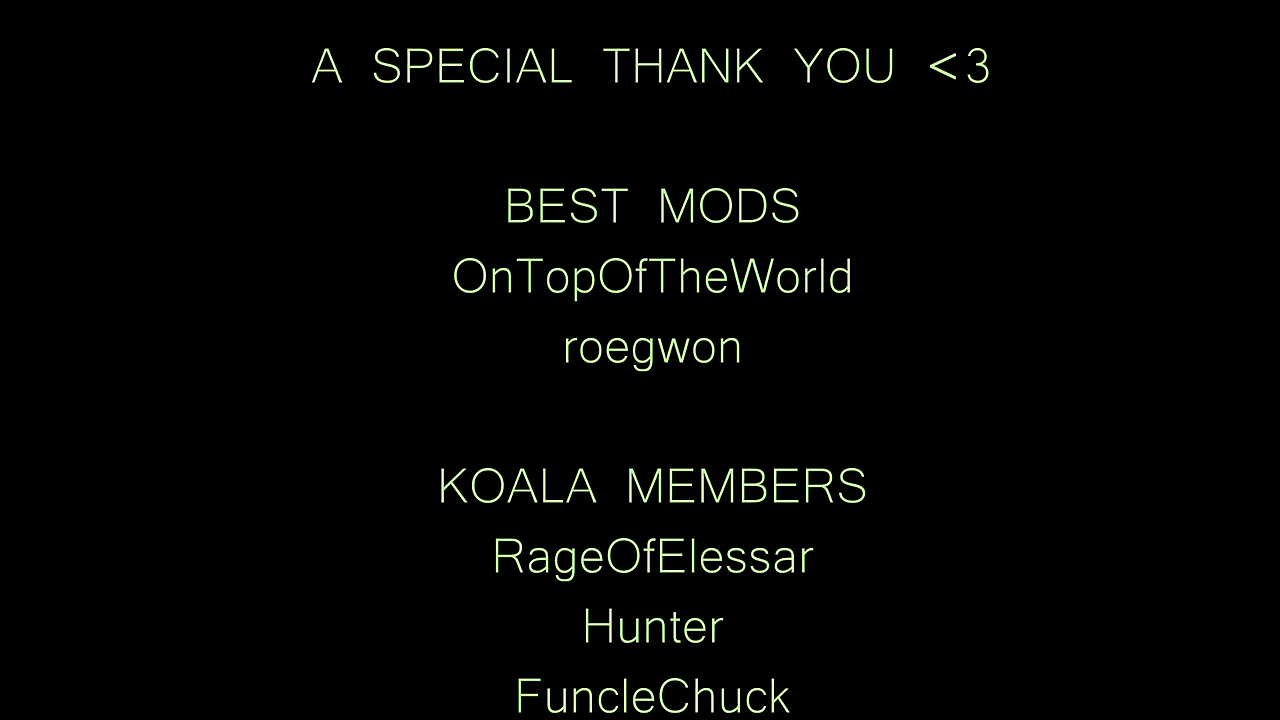 A SPECIAL THANK YOU <3
BEST MODS
OnTopOfTheWorld
roegwon
KOALA MEMBERS
RageOfElessar
Hunter
FuncleChuck